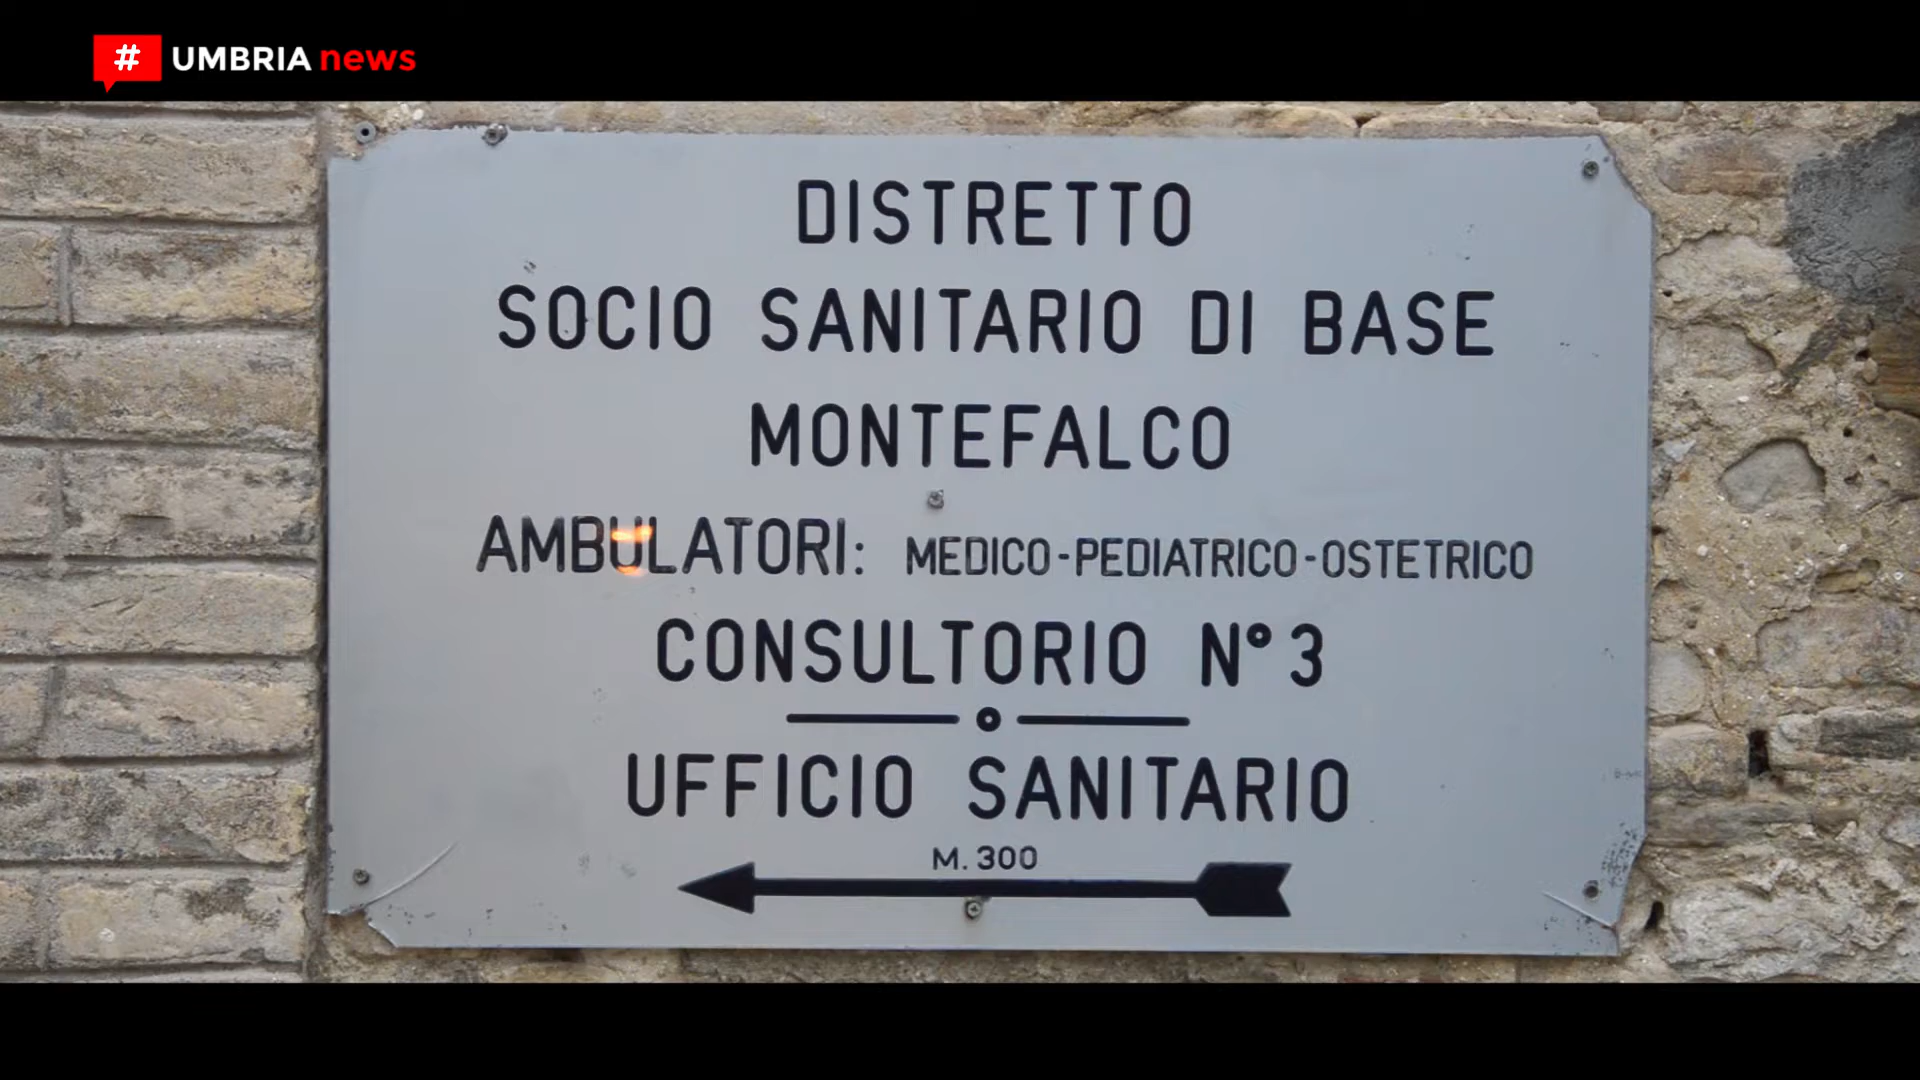 # UMBRIA news
DISTRETTO
SOCIO SANITARIO DI BASE
MONTEFALCO
AMBULATORI: MEDICO-PEDIATRICO-OSTETRICO
CONSULTORIO N° 3
UFFICIO SANITARIO
M. 300